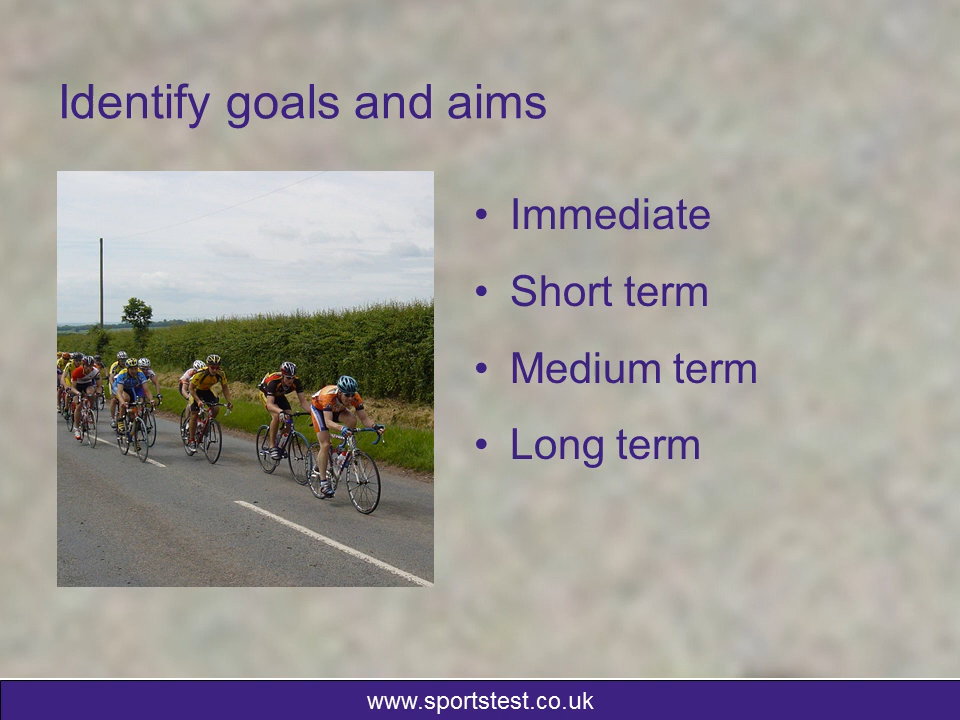 Identify goals and aims
• Immediate
• Short term
• Medium term
• Long term
www.sportstest.co.uk